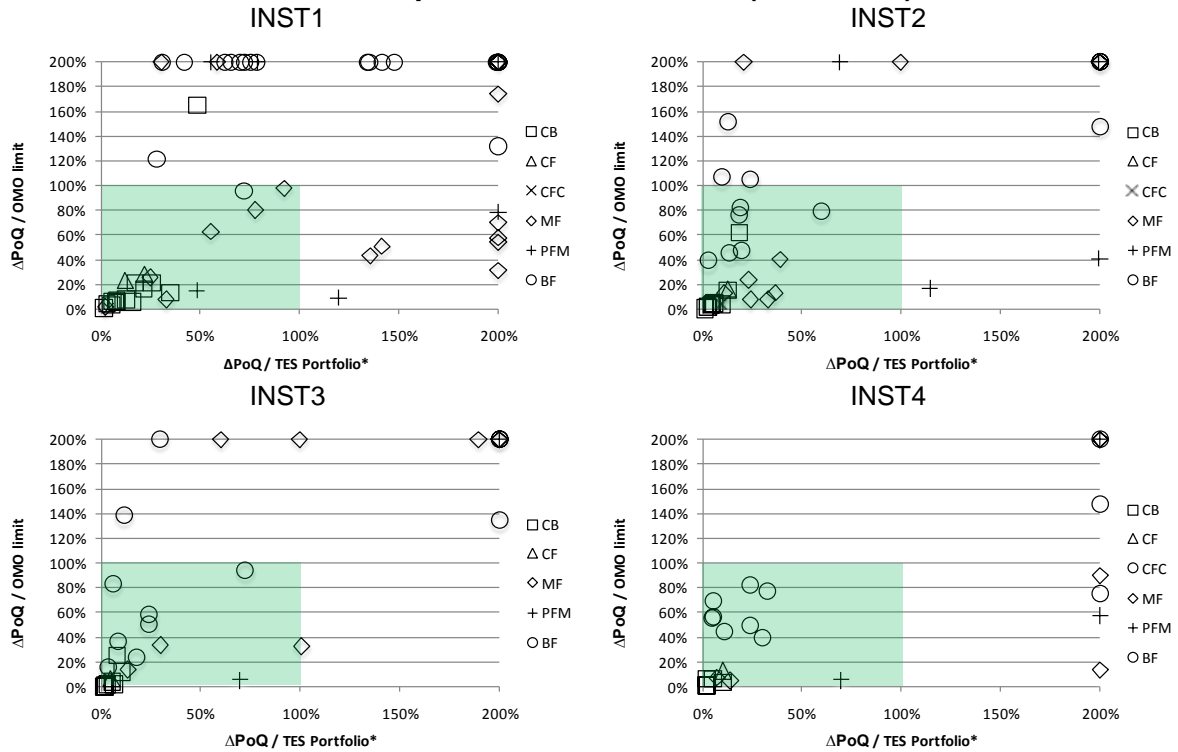 INST1
INST2
200%
180%
160%
140%
120%
100%
80%
60%
40%
20%
0%
ΔPoQ / OMO limit
0% 50% 100% 150% 200%
ΔPoQ / TES Portfolio*
CB
CF
CFC
MF
PFM
BF
200%
180%
160%
140%
120%
100%
80%
60%
40%
20%
0%
ΔPoQ / OMO limit
0% 50% 100% 150% 200%
ΔPoQ / TES Portfolio*
CB
CF
CFC
MF
PFM
BF
INST3
INST4
200%
180%
160%
140%
120%
100%
80%
60%
40%
20%
0%
ΔPoQ / OMO limit
0% 50% 100% 150% 200%
ΔPoQ / TES Portfolio*
CB
CF
MF
PFM
BF
200%
180%
160%
140%
120%
100%
80%
60%
40%
20%
0%
ΔPoQ / OMO limit
0% 50% 100% 150% 200%
ΔPoQ / TES Portfolio*
CB
CF
CFC
MF
PFM
BF